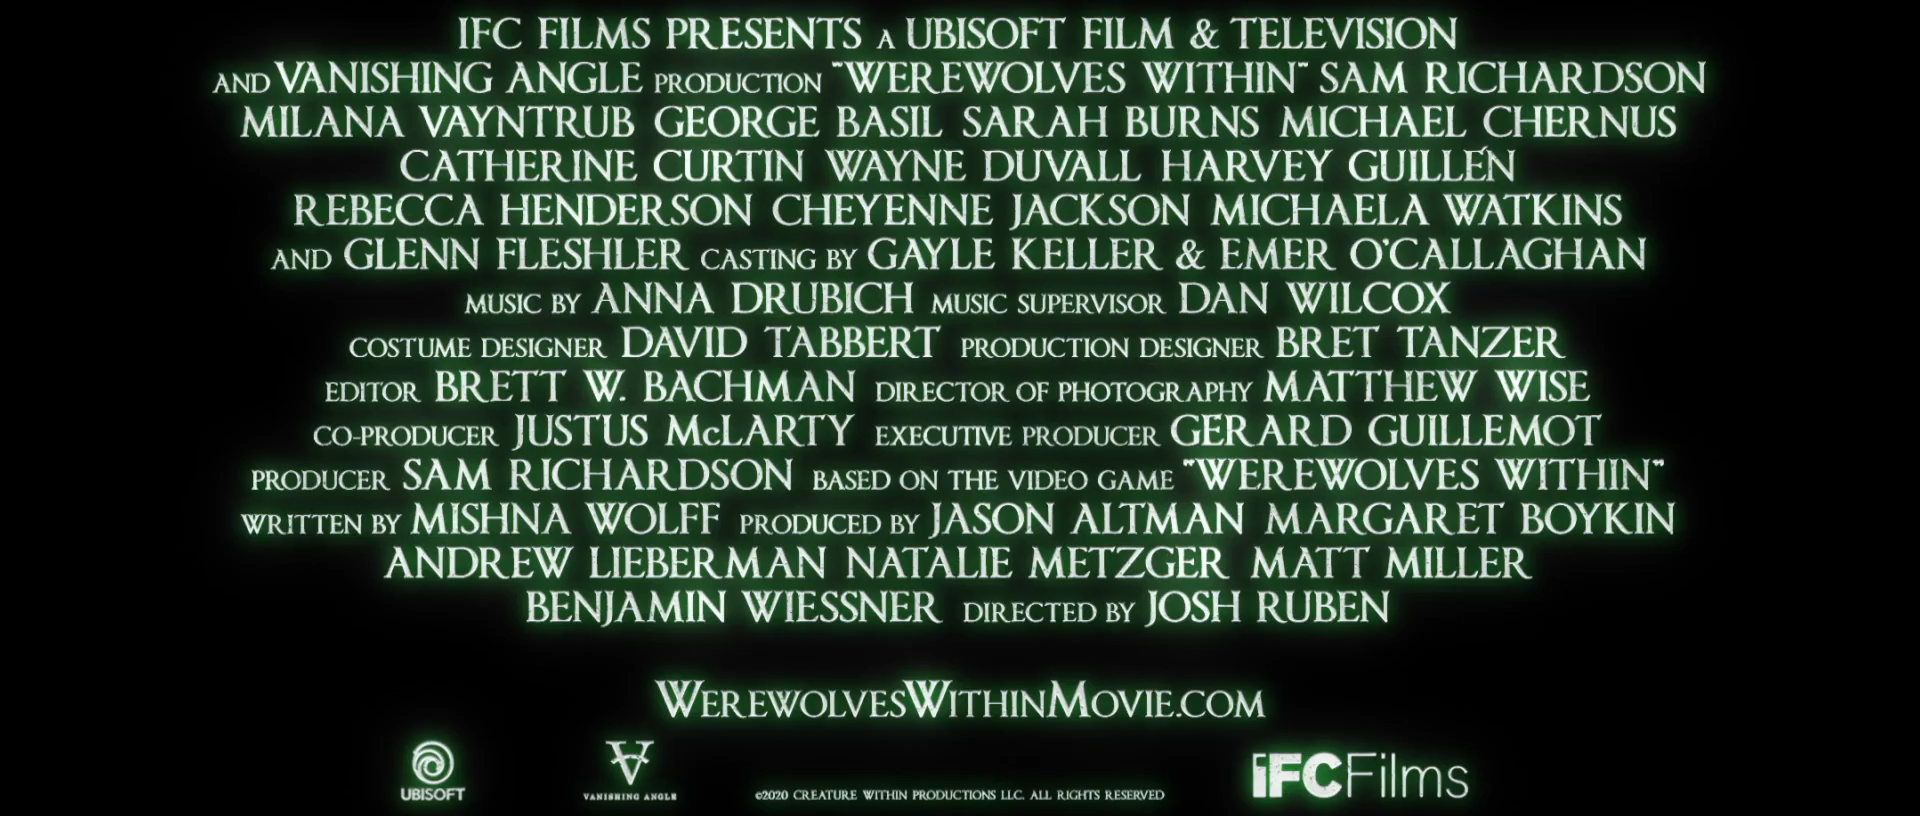 IFC FILMS PRESENTS A UBISOFT FILM & TELEVISION
AND VANISHING ANGLE PRODUCTION "WEREWOLVES WITHIN" SAM RICHARDSON
MILANA VAYNTRUB GEORGE BASIL SARAH BURNS MICHAEL CHERNUS
CATHERINE CURTIN WAYNE DUVALL HARVEY GUILLÉN
REBECCA HENDERSON CHEYENNE JACKSON MICHAELA WATKINS
AND GLENN FLESHLER CASTING BY GAYLE KELLER & EMER O'CALLAGHAN
MUSIC BY ANNA DRUBICH MUSIC SUPERVISOR DAN WILCOX
COSTUME DESIGNER DAVID TABBERT PRODUCTION DESIGNER BRET TANZER
EDITOR BRETT W. BACHMAN DIRECTOR OF PHOTOGRAPHY MATTHEW WISE
CO-PRODUCER JUSTUS McLARTY EXECUTIVE PRODUCER GÉRARD GUILLEMOT
PRODUCER SAM RICHARDSON BASED ON THE VIDEO GAME "WEREWOLVES WITHIN"
WRITTEN BY MISHNA WOLFF PRODUCED BY JASON ALTMAN MARGARET BOYKIN
ANDREW LIEBERMAN NATALIE METZGER MATT MILLER
BENJAMIN WIESSNER DIRECTED BY JOSH RUBEN
WEREWOLVESWITHINMOVIE.COM
UBISOFT
VANISHING ANGLE
©2020 CREATURE WITHIN PRODUCTIONS LLC. ALL RIGHTS RESERVED
iFCFilms